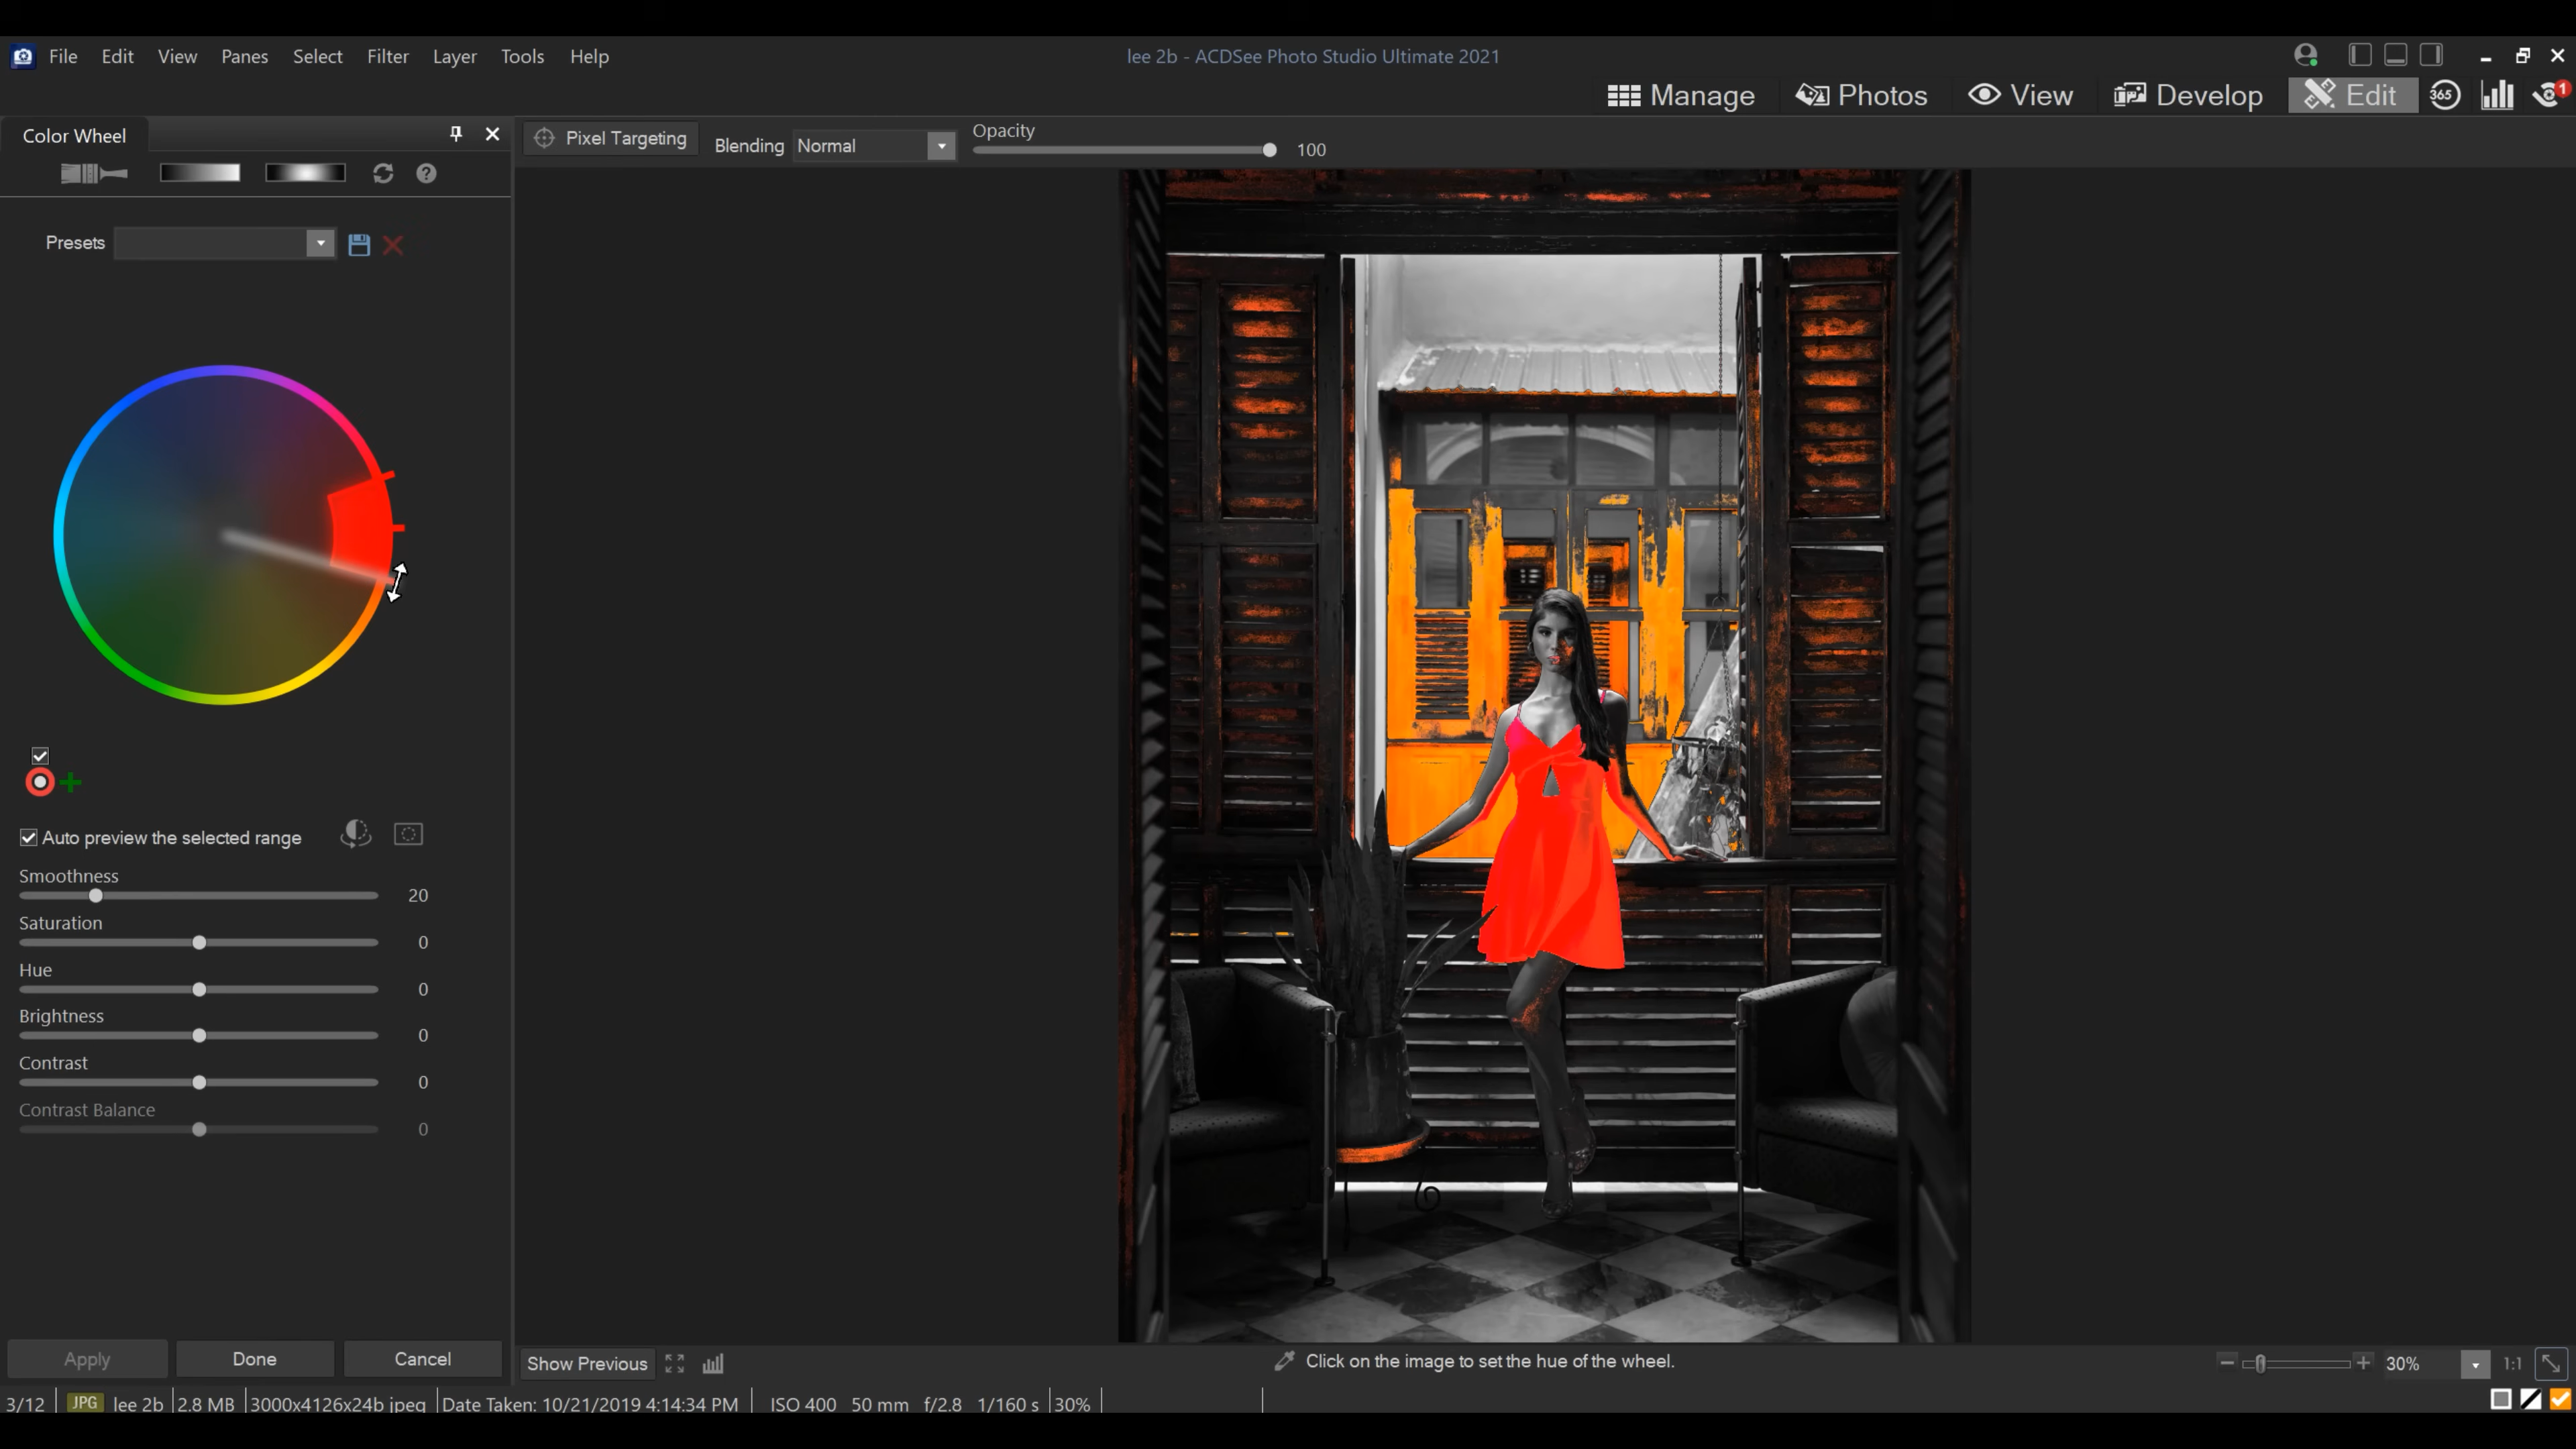 File Edit View Panes Select Filter Layer Tools Help
lee 2b - ACDSee Photo Studio Ultimate 2021
Manage Photos View Develop Edit 365 1
Color Wheel
Pixel Targeting Blending Normal Opacity 100
Presets
Auto preview the selected range
Smoothness
20
Saturation
0
Hue
0
Brightness
0
Contrast
0
Contrast Balance
0
Apply Done Cancel
Show Previous
Click on the image to set the hue of the wheel.
30% 1:1
3/12 JPG lee 2b 2.8 MB 3000x4126x24b jpeg Date Taken: 10/21/2019 4:14:34 PM ISO 400 50 mm f/2.8 1/160 s 30%